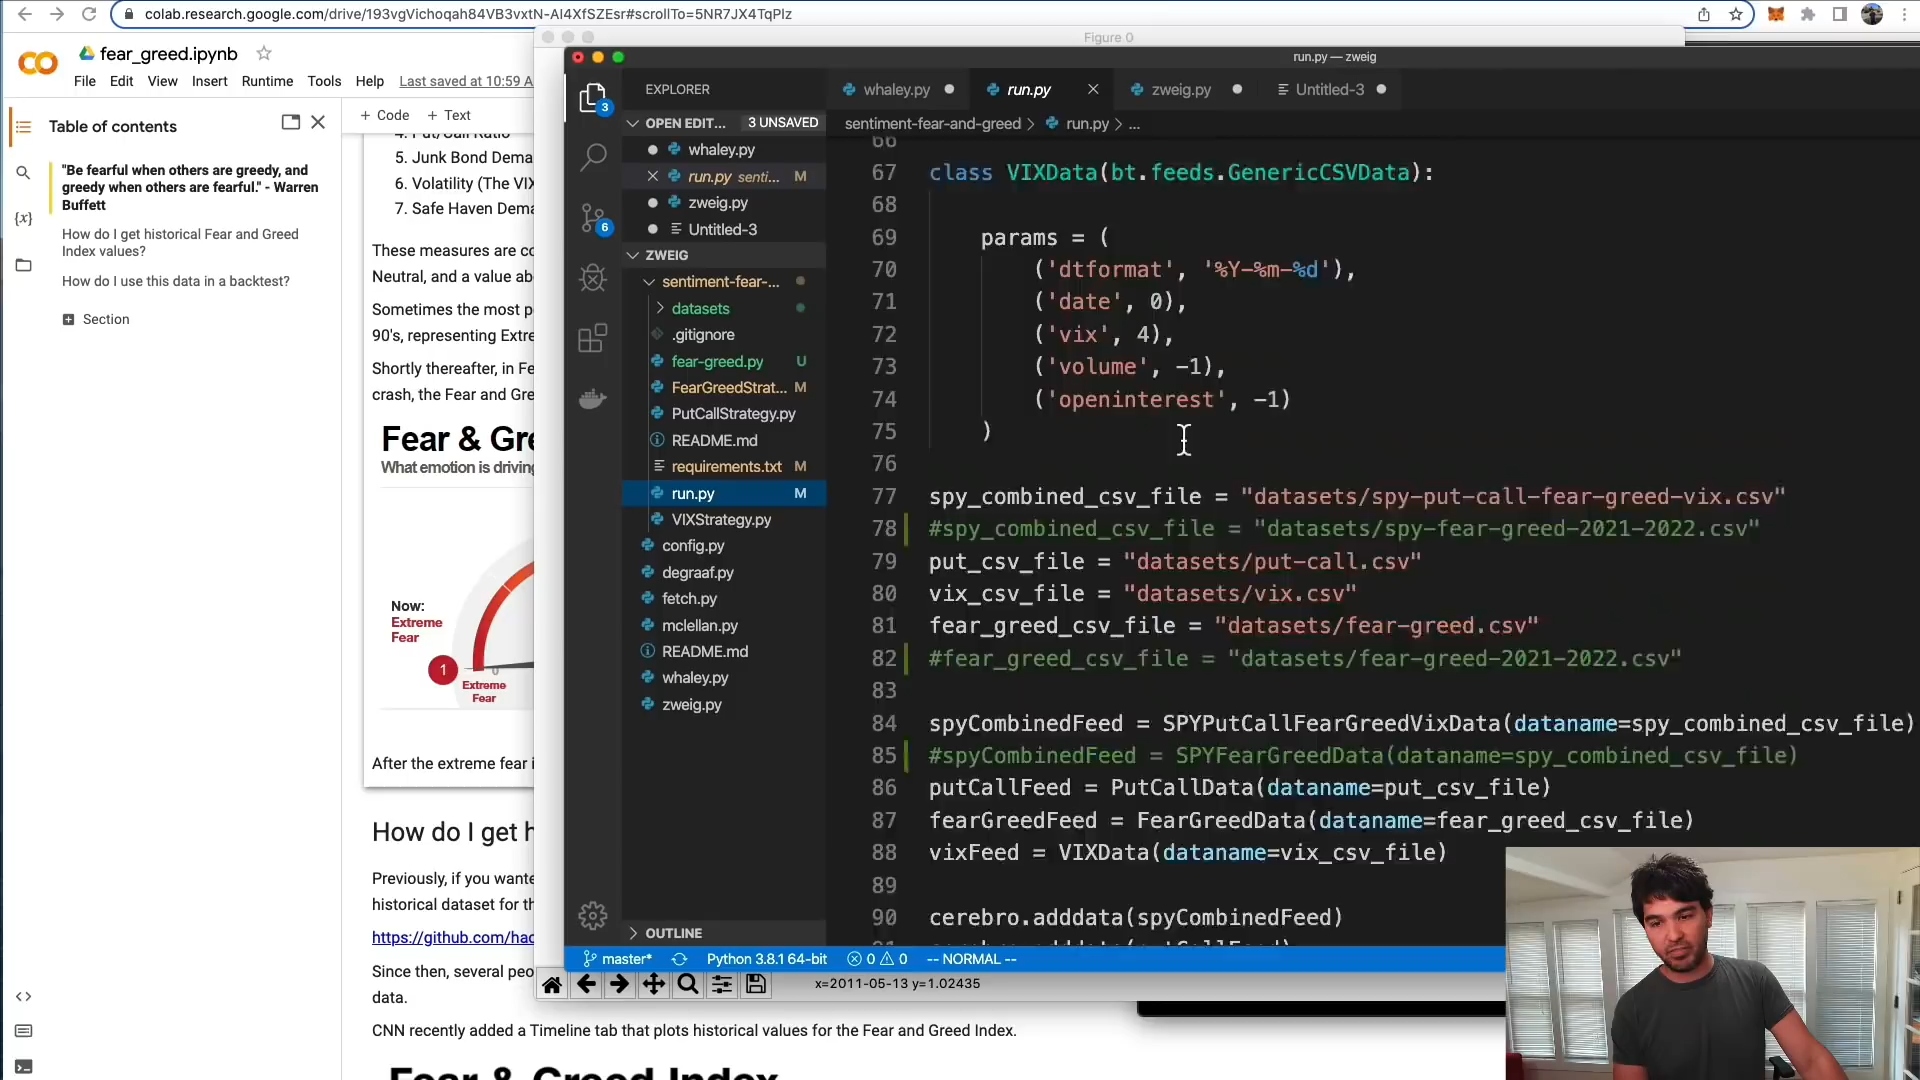 colab.research.google.com/drive/193vgVichoqah84VB3vxtN-AI4XfSZEsr#scrollTo=5NR7JX4TqPlz
fear_greed.ipynb
File Edit View Insert Runtime Tools Help Last saved at 10:59 A
Table of contents
"Be fearful when others are greedy, and
greedy when others are fearful." - Warren
Buffett
How do I get historical Fear and Greed
Index values?
How do I use this data in a backtest?
Section
{x}
+ Code + Text
4. Put/Call Ratio
5. Junk Bond Dema
6. Volatility (The VIX
7. Safe Haven Dema
These measures are co
Neutral, and a value abo
Sometimes the most p
90's, representing Extre
Shortly thereafter, in Fe
crash, the Fear and Gre
Fear & Gre
What emotion is driving
Now:
Extreme
Fear
1
0
Extreme
Fear
After the extreme fear i
How do I get h
Previously, if you wante
historical dataset for th
https://github.com/hac
Since then, several peo
data.
CNN recently added a Timeline tab that plots historical values for the Fear and Greed Index.
Fear & Greed Index
Figure 0
run.py — zweig
EXPLORER
3
6
OPEN EDIT... 3 UNSAVED
whaley.py
run.py senti... M
zweig.py
Untitled-3
ZWEIG
sentiment-fear-...
datasets
.gitignore
fear-greed.py U
FearGreedStrat... M
PutCallStrategy.py
README.md
requirements.txt M
run.py M
VIXStrategy.py
config.py
degraaf.py
fetch.py
mclellan.py
README.md
whaley.py
zweig.py
OUTLINE
whaley.py run.py zweig.py Untitled-3
sentiment-fear-and-greed > run.py > ...
66
67 class VIXData(bt.feeds.GenericCSVData):
68
69 params = (
70 ('dtformat', '%Y-%m-%d'),
71 ('date', 0),
72 ('vix', 4),
73 ('volume', -1),
74 ('openinterest', -1)
75 )
76
77 spy_combined_csv_file = "datasets/spy-put-call-fear-greed-vix.csv"
78 #spy_combined_csv_file = "datasets/spy-fear-greed-2021-2022.csv"
79 put_csv_file = "datasets/put-call.csv"
80 vix_csv_file = "datasets/vix.csv"
81 fear_greed_csv_file = "datasets/fear-greed.csv"
82 #fear_greed_csv_file = "datasets/fear-greed-2021-2022.csv"
83
84 spyCombinedFeed = SPYPutCallFearGreedVixData(dataname=spy_combined_csv_file)
85 #spyCombinedFeed = SPYFearGreedData(dataname=spy_combined_csv_file)
86 putCallFeed = PutCallData(dataname=put_csv_file)
87 fearGreedFeed = FearGreedData(dataname=fear_greed_csv_file)
88 vixFeed = VIXData(dataname=vix_csv_file)
89
90 cerebro.adddata(spyCombinedFeed)
master* Python 3.8.1 64-bit 0 0 -- NORMAL --
x=2011-05-13 y=1.02435